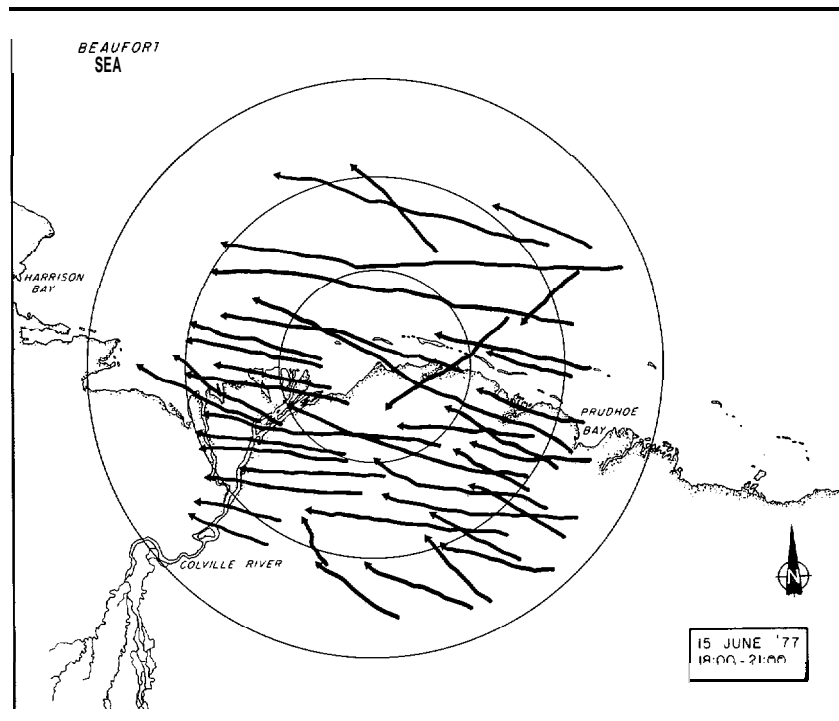 BEAUFORT
SEA
HARRISON
BAY
PRUDHOE
BAY
COLVILLE RIVER
N
15 JUNE '77
18:00-21:00